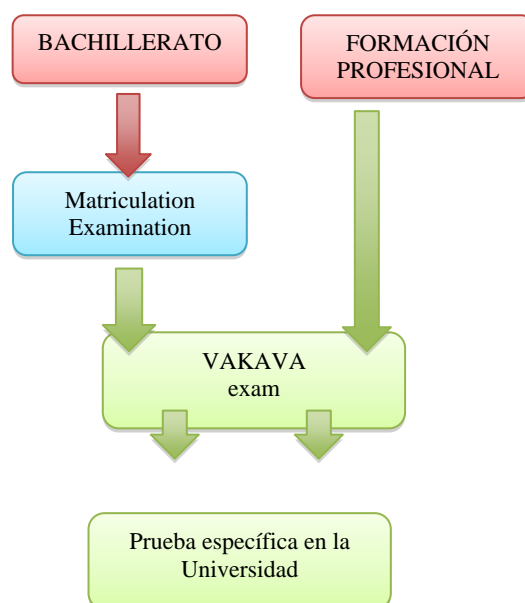 BACHILLERATO
FORMACIÓN
PROFESIONAL
Matriculation
Examination
VAKAVA
exam
Prueba específica en la
Universidad